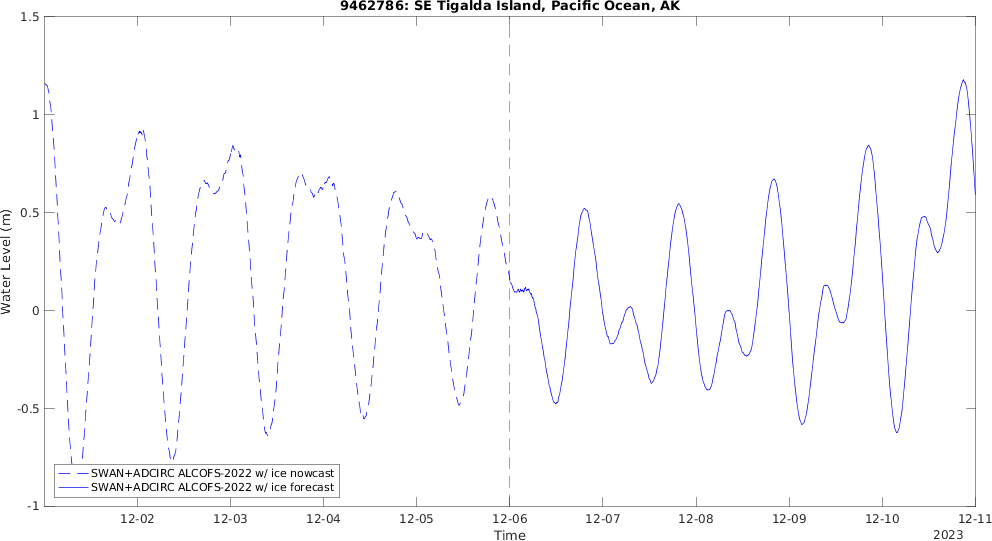 9462786: SE Tigalda Island, Pacific Ocean, AK
1.5
1
0.5
0
-0.5
-1
Water Level (m)
SWAN+ADCIRC ALCOFS-2022 w/ ice nowcast
SWAN+ADCIRC ALCOFS-2022 w/ ice forecast
12-02 12-03 12-04 12-05 12-06 12-07 12-08 12-09 12-10 12-11
Time
2023